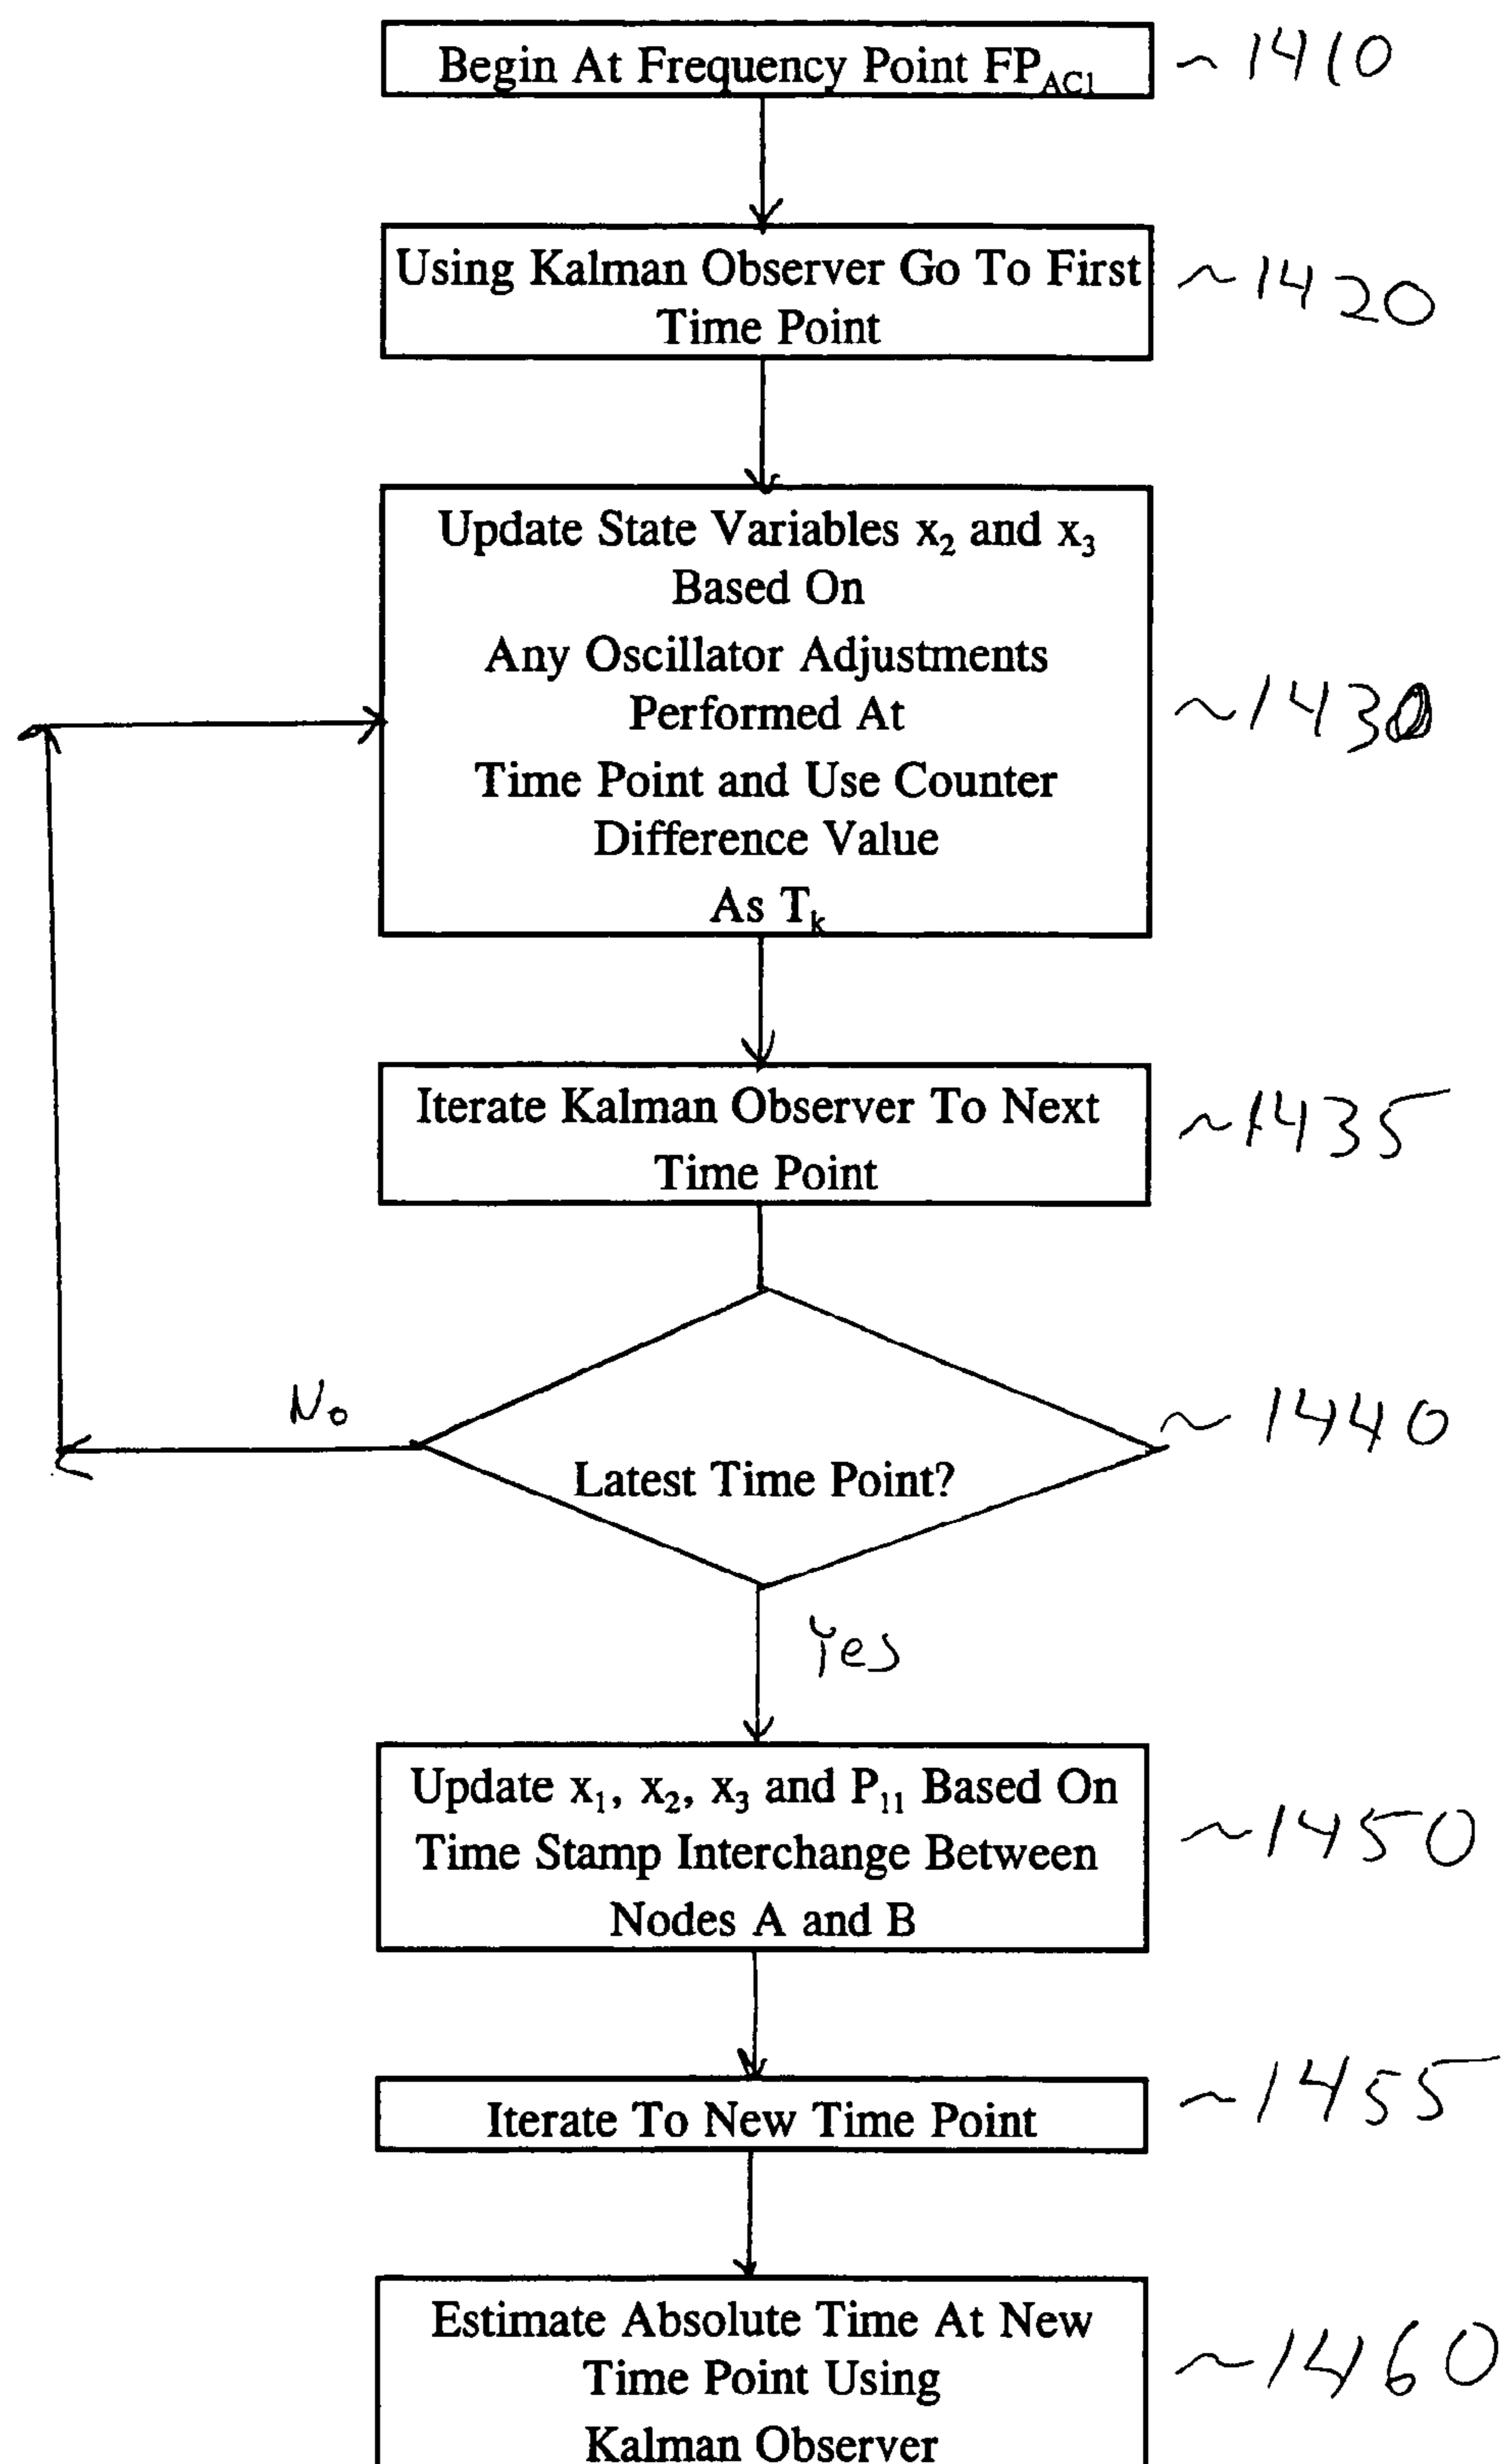 Begin At Frequency Point FP_AC1
~1410
Using Kalman Observer Go To First
Time Point
~1420
Update State Variables x₂ and x₃
Based On
Any Oscillator Adjustments
Performed At
Time Point and Use Counter
Difference Value
As Tₖ
~1430
Iterate Kalman Observer To Next
Time Point
~1435
Latest Time Point?
~1440
No
Yes
Update x₁, x₂, x₃ and P₁₁ Based On
Time Stamp Interchange Between
Nodes A and B
~1450
Iterate To New Time Point
~1455
Estimate Absolute Time At New
Time Point Using
Kalman Observer
~1460